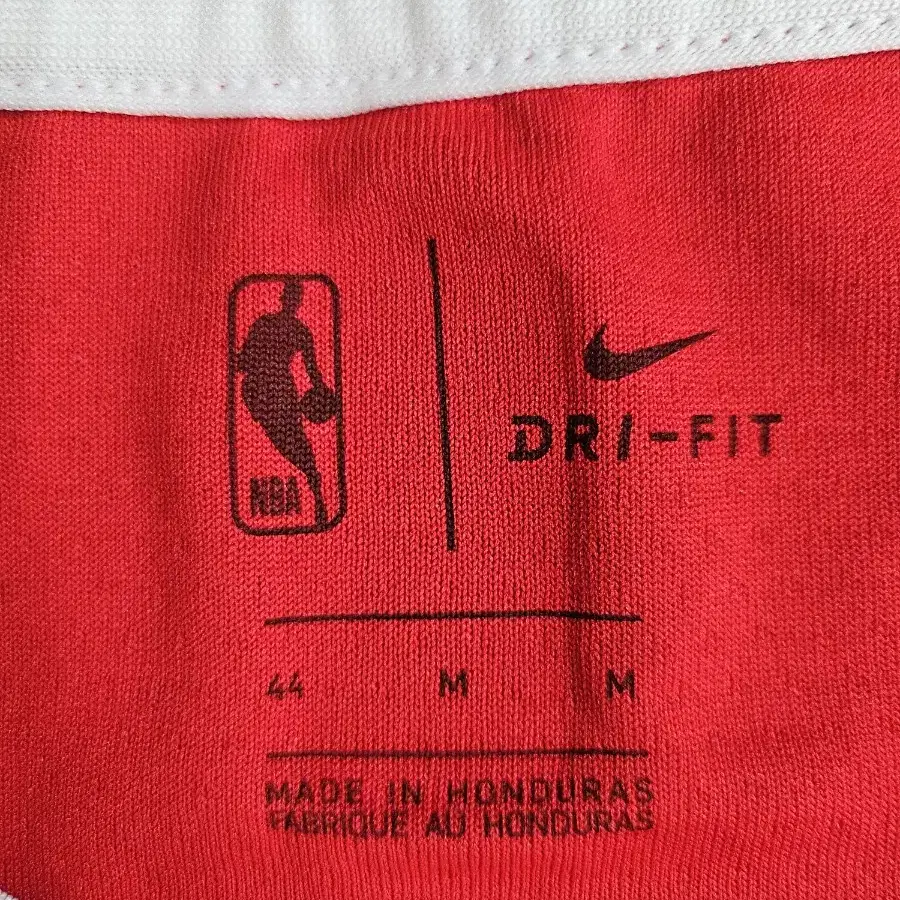 NBA
DRI-FIT
44 M M
MADE IN HONDURAS
FABRIQUE AU HONDURAS